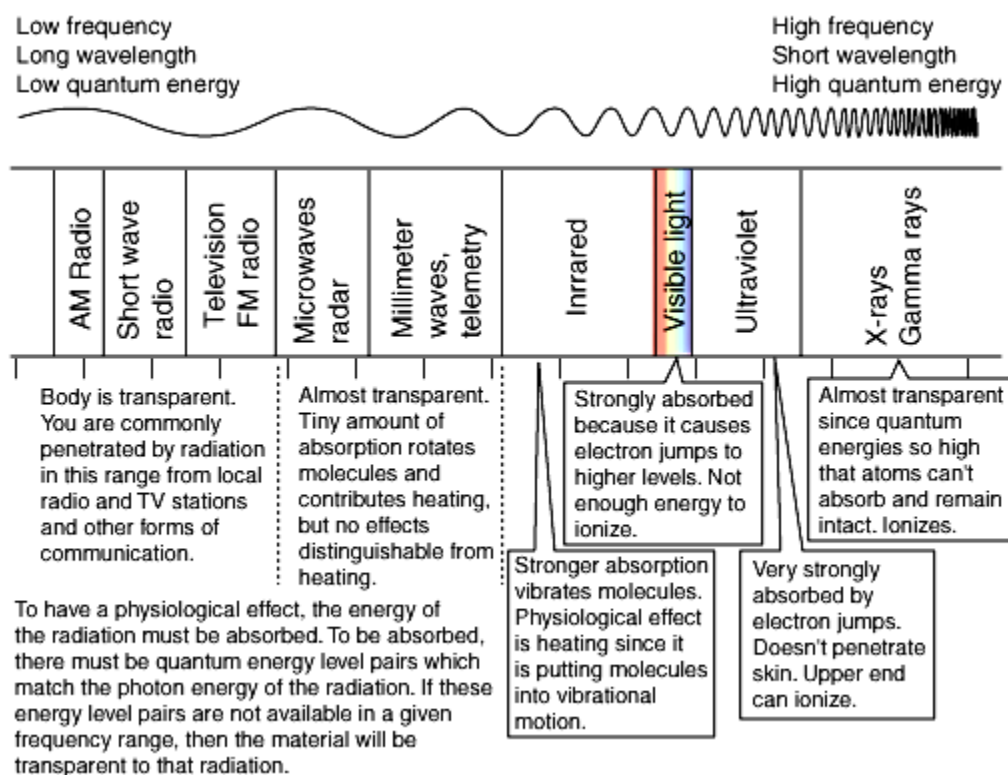 Low frequency
Long wavelength
Low quantum energy
High frequency
Short wavelength
High quantum energy
AM Radio
Short wave
radio
Television
FM radio
Microwaves
radar
Millimeter
waves,
telemetry
Inrrared
Visible light
Ultraviolet
X-rays
Gamma rays
Body is transparent.
You are commonly
penetrated by radiation
in this range from local
radio and TV stations
and other forms of
communication.
Almost transparent.
Tiny amount of
absorption rotates
molecules and
contributes heating,
but no effects
distinguishable from
heating.
Strongly absorbed
because it causes
electron jumps to
higher levels. Not
enough energy to
ionize.
Almost transparent
since quantum
energies so high
that atoms can't
absorb and remain
intact. Ionizes.
Stronger absorption
vibrates molecules.
Physiological effect
is heating since it
is putting molecules
into vibrational
motion.
Very strongly
absorbed by
electron jumps.
Doesn't penetrate
skin. Upper end
can ionize.
To have a physiological effect, the energy of
the radiation must be absorbed. To be absorbed,
there must be quantum energy level pairs which
match the photon energy of the radiation. If these
energy level pairs are not available in a given
frequency range, then the material will be
transparent to that radiation.